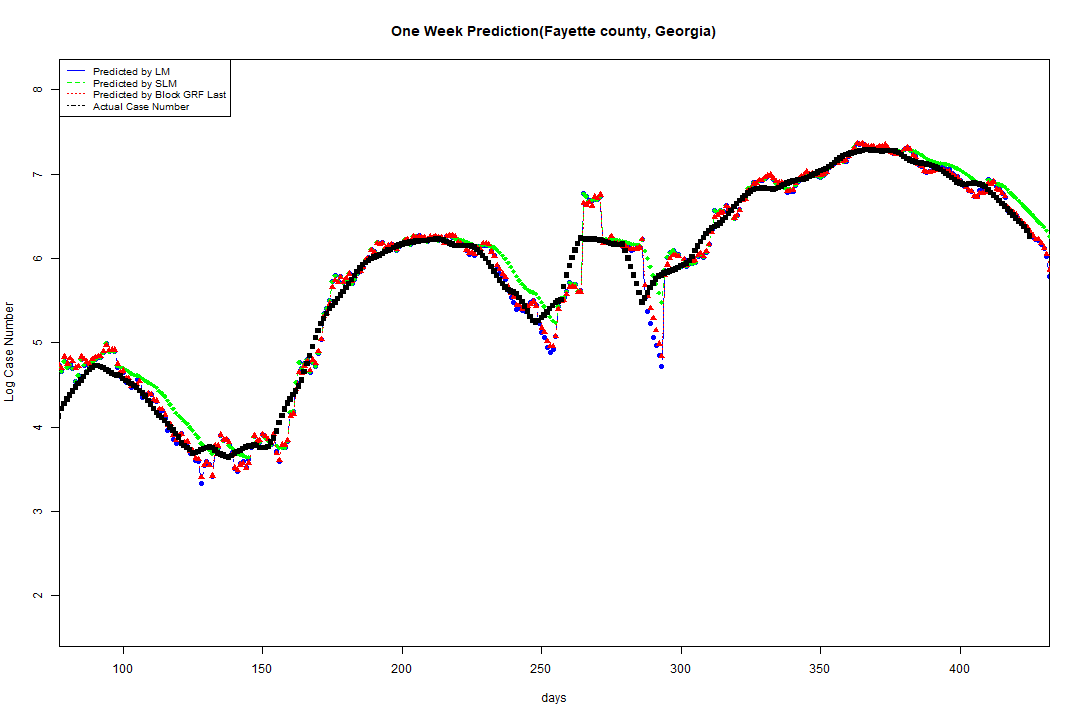 One Week Prediction(Fayette county, Georgia)
Predicted by LM
Predicted by SLM
Predicted by Block GRF Last
Actual Case Number
Log Case Number
8
7
6
5
4
3
2
100 150 200 250 300 350 400
days